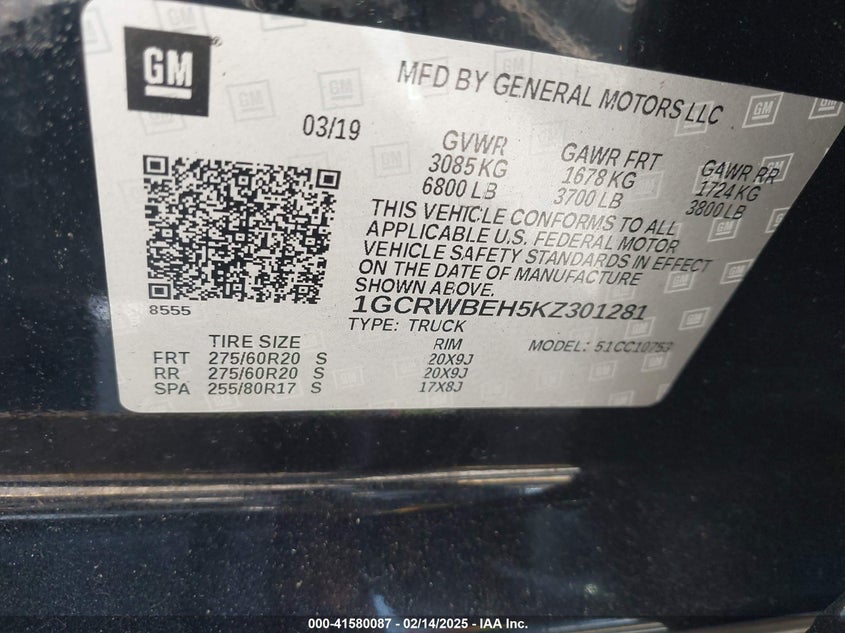 GM
MFD BY GENERAL MOTORS LLC
03/19
GVWR GAWR FRT GAWR RR
3085 KG 1678 KG 1724 KG
6800 LB 3700 LB 3800 LB
THIS VEHICLE CONFORMS TO ALL
APPLICABLE U.S. FEDERAL MOTOR
VEHICLE SAFETY STANDARDS IN EFFECT
ON THE DATE OF MANUFACTURE
SHOWN ABOVE.
8555
1GCRWBEH5KZ301281
TYPE: TRUCK
TIRE SIZE RIM MODEL: 51CC10753
FRT 275/60R20 S 20X9J
RR 275/60R20 S 20X9J
SPA 255/80R17 S 17X8J
000-41580087 - 02/14/2025 - IAA Inc.